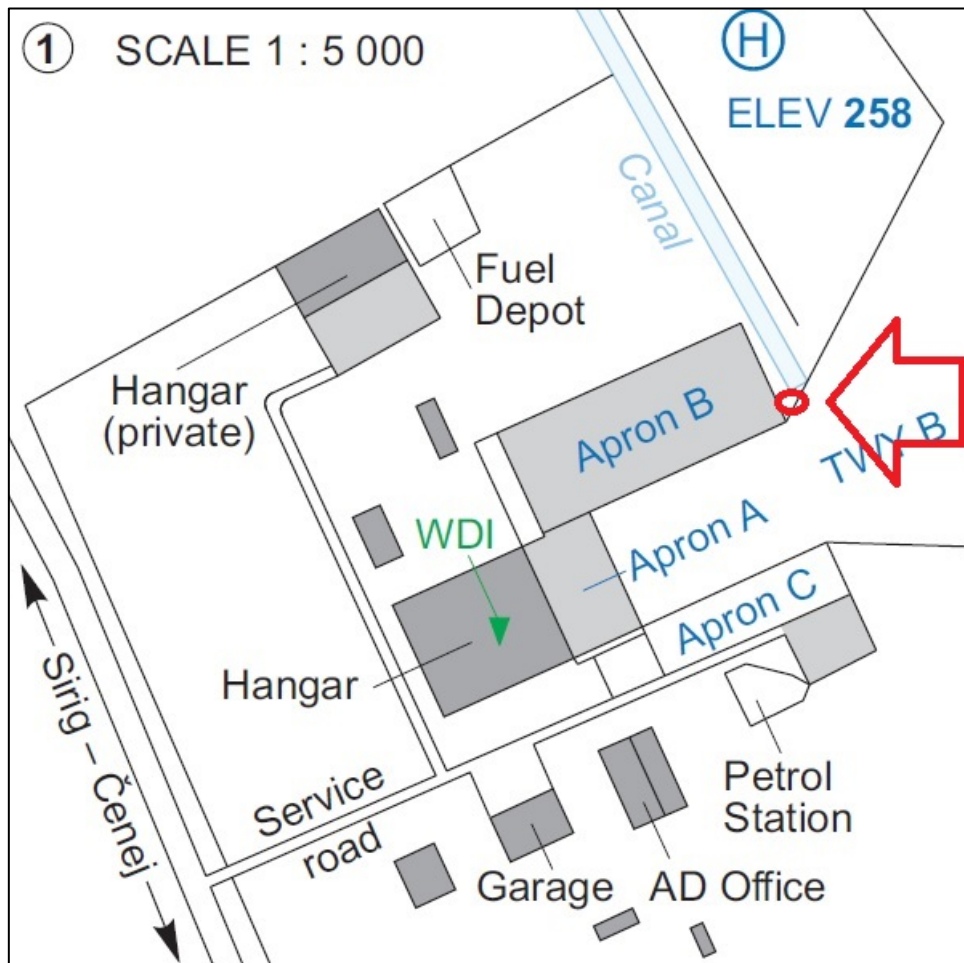 1 SCALE 1 : 5 000
H
ELEV 258
Canal
Fuel
Depot
Hangar
(private)
Apron B
TWY B
WDI
Apron A
Apron C
Hangar
Sirig – Čenej
Service
road
Petrol
Station
Garage
AD Office